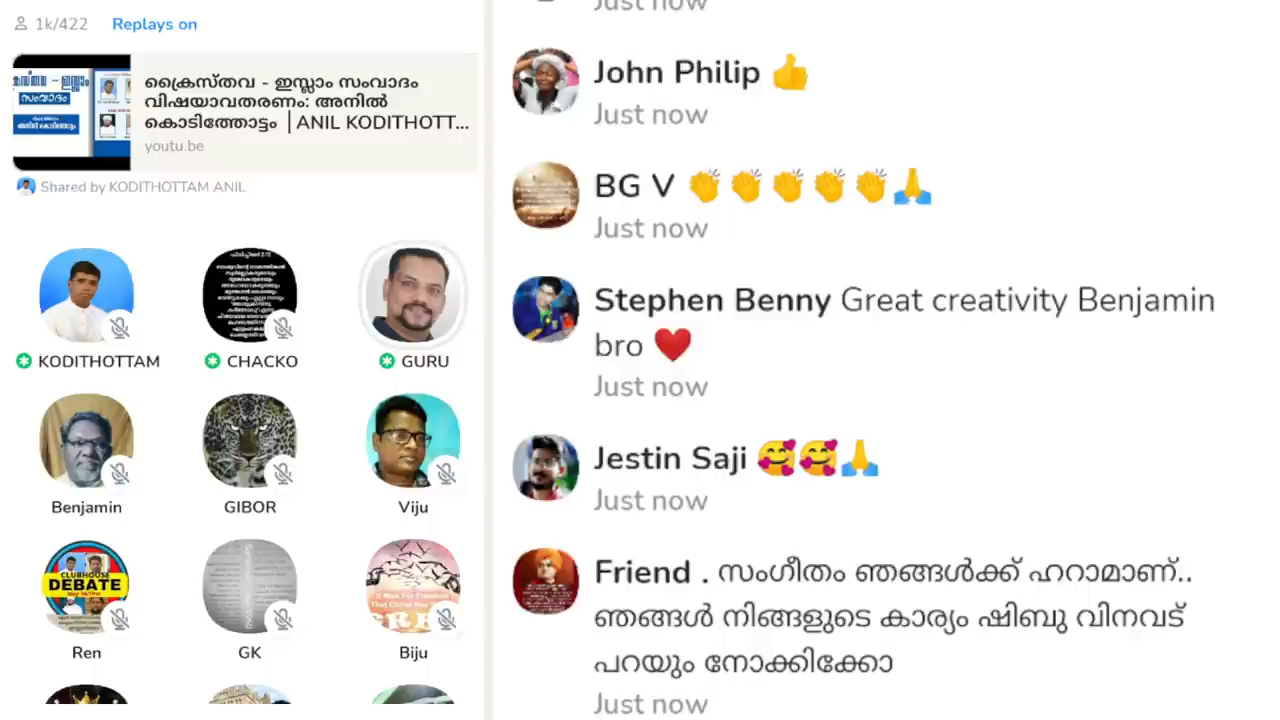 1k/422 Replays on
ക്രൈസ്തവ - ഇസ്ലാം സംവാദം
വിഷയാവതരണം: അനിൽ
കൊടിത്തോട്ടം | ANIL KODITHOTT...
youtu.be
Shared by KODITHOTTAM ANIL
സംവാദം
KODITHOTTAM
CHACKO
GURU
Benjamin
GIBOR
Viju
CLUBHOUSE
DEBATE
Ren
GK
Biju
Just now
John Philip 👍
Just now
BG V 👏👏👏👏👏🙏
Just now
Stephen Benny Great creativity Benjamin
bro ❤️
Just now
Jestin Saji 🥰🥰🙏
Just now
Friend . സംഗീതം ഞങ്ങൾക്ക് ഹറാമാണ്..
ഞങ്ങൾ നിങ്ങളുടെ കാര്യം ഷിബു വിനവട്
പറയും നോക്കിക്കോ
Just now